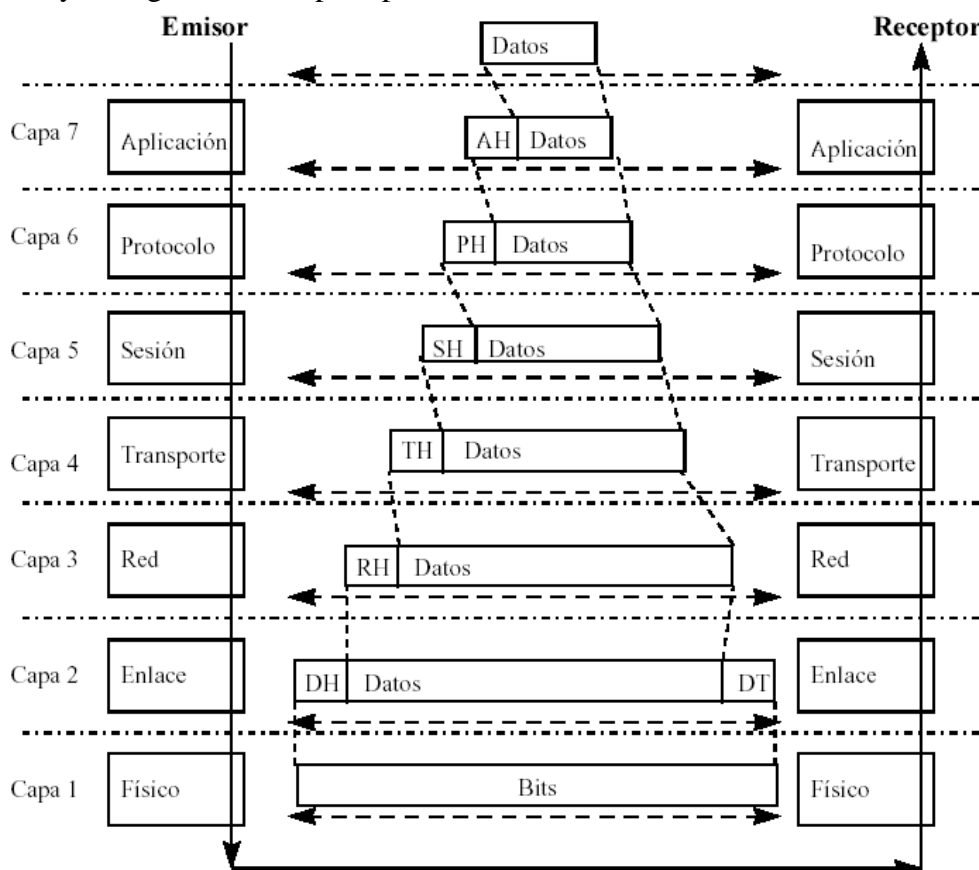 Emisor Datos Receptor
Capa 7 Aplicación AH Datos Aplicación
Capa 6 Protocolo PH Datos Protocolo
Capa 5 Sesión SH Datos Sesión
Capa 4 Transporte TH Datos Transporte
Capa 3 Red RH Datos Red
Capa 2 Enlace DH Datos DT Enlace
Capa 1 Físico Bits Físico